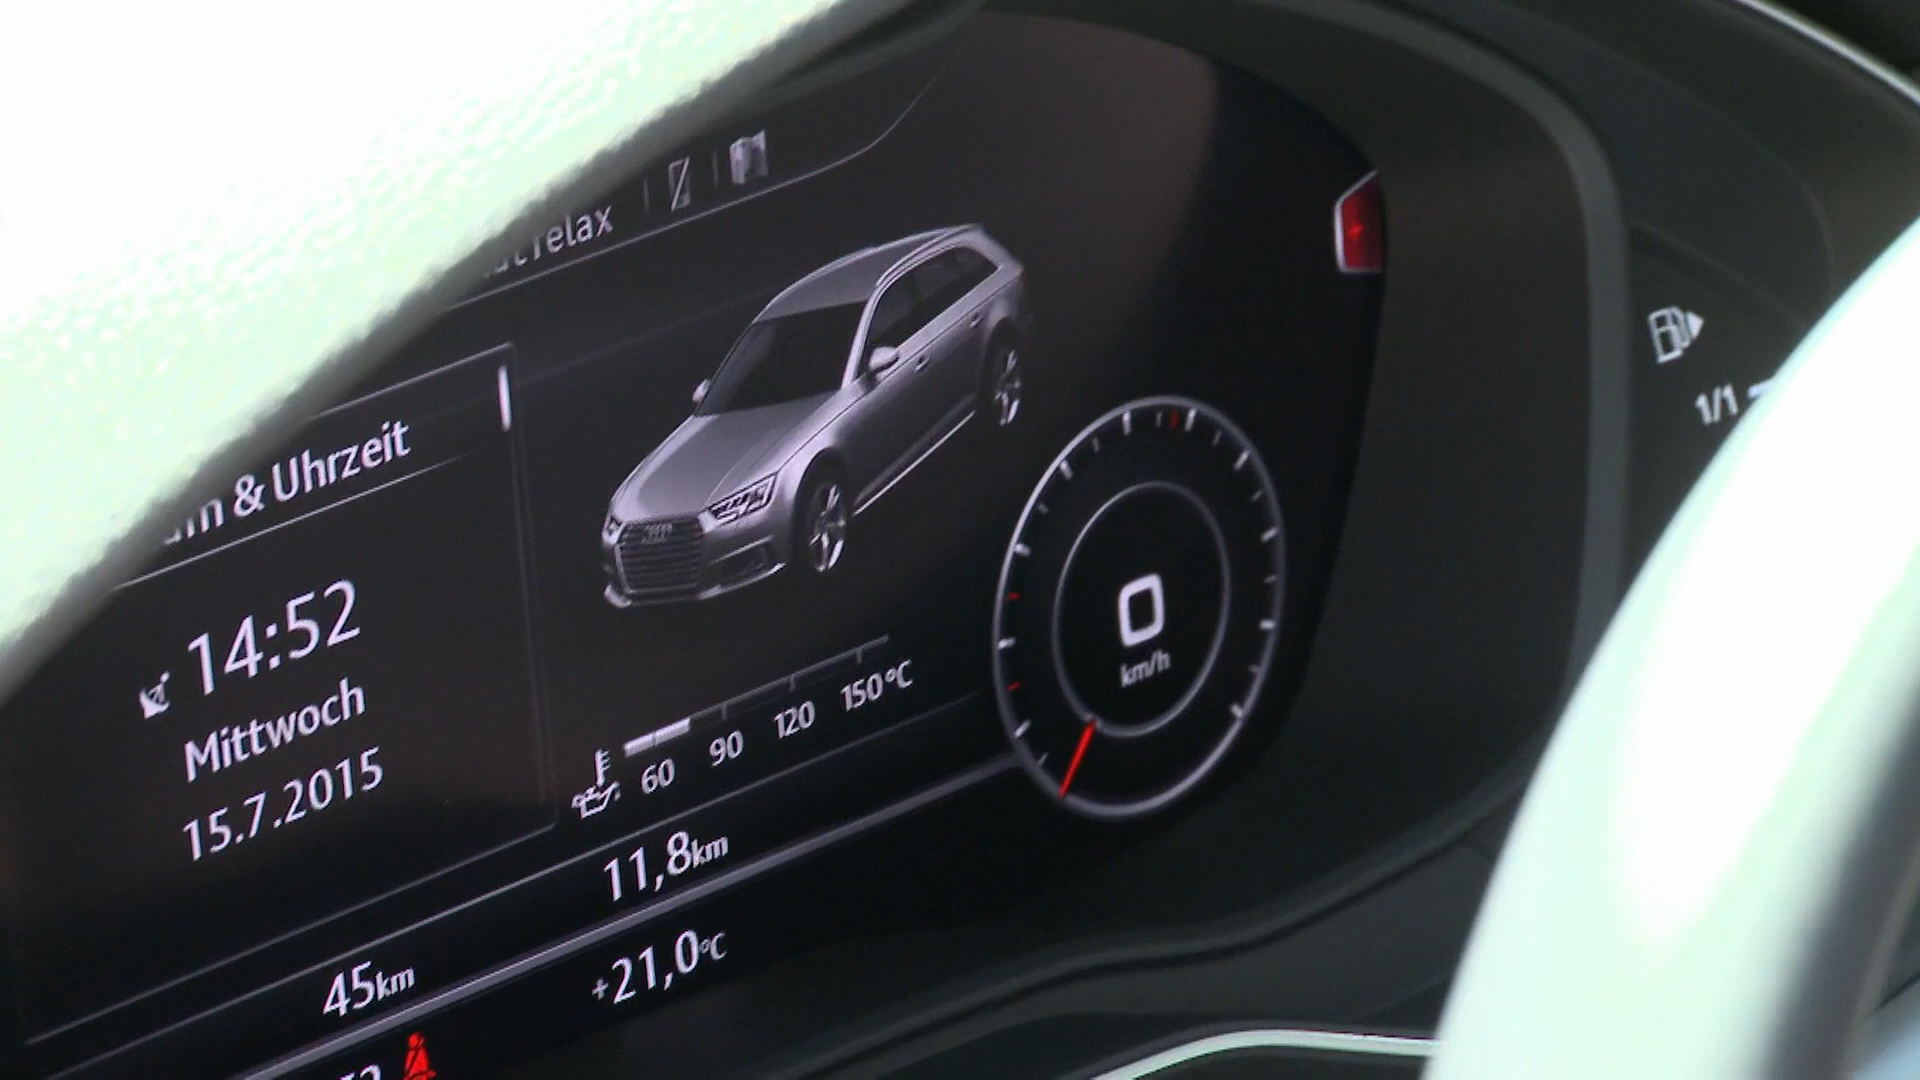 relax
& Uhrzeit
14:52
Mittwoch
15.7.2015
60 90 120 150°C
0
km/h
11,8km
45km
+21,0°C
1/1